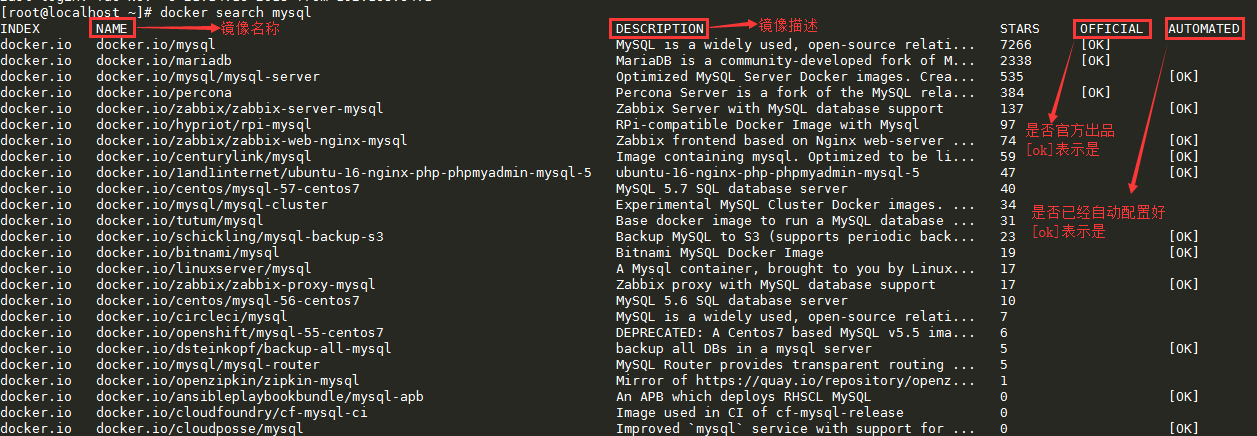 [root@localhost ~]# docker search mysql
INDEX NAME 镜像名称 DESCRIPTION 镜像描述 STARS OFFICIAL AUTOMATED
docker.io docker.io/mysql MySQL is a widely used, open-source relati... 7266 [OK]
docker.io docker.io/mariadb MariaDB is a community-developed fork of M... 2338 [OK]
docker.io docker.io/mysql/mysql-server Optimized MySQL Server Docker images. Crea... 535 [OK]
docker.io docker.io/percona Percona Server is a fork of the MySQL rela... 384 [OK]
docker.io docker.io/zabbix/zabbix-server-mysql Zabbix Server with MySQL database support 137 [OK]
docker.io docker.io/hypriot/rpi-mysql RPi-compatible Docker Image with Mysql 97
是否官方出品
docker.io docker.io/zabbix/zabbix-web-nginx-mysql Zabbix frontend based on Nginx web-server ... 74 [OK]
[ok]表示是
docker.io docker.io/centurylink/mysql Image containing mysql. Optimized to be li... 59 [OK]
docker.io docker.io/1and1internet/ubuntu-16-nginx-php-phpmyadmin-mysql-5 ubuntu-16-nginx-php-phpmyadmin-mysql-5 47 [OK]
docker.io docker.io/centos/mysql-57-centos7 MySQL 5.7 SQL database server 40
docker.io docker.io/mysql/mysql-cluster Experimental MySQL Cluster Docker images. ... 34
是否已经自动配置好
docker.io docker.io/tutum/mysql Base docker image to run a MySQL database ... 31
[ok]表示是
docker.io docker.io/schickling/mysql-backup-s3 Backup MySQL to S3 (supports periodic back... 23 [OK]
docker.io docker.io/bitnami/mysql Bitnami MySQL Docker Image 19 [OK]
docker.io docker.io/linuxserver/mysql A Mysql container, brought to you by Linux... 17
docker.io docker.io/zabbix/zabbix-proxy-mysql Zabbix proxy with MySQL database support 17 [OK]
docker.io docker.io/centos/mysql-56-centos7 MySQL 5.6 SQL database server 10
docker.io docker.io/circleci/mysql MySQL is a widely used, open-source relati... 7
docker.io docker.io/openshift/mysql-55-centos7 DEPRECATED: A Centos7 based MySQL v5.5 ima... 6
docker.io docker.io/dsteinkopf/backup-all-mysql backup all DBs in a mysql server 5 [OK]
docker.io docker.io/mysql/mysql-router MySQL Router provides transparent routing ... 5
docker.io docker.io/openzipkin/zipkin-mysql Mirror of https://quay.io/repository/openz... 1
docker.io docker.io/ansibleplaybookbundle/mysql-apb An APB which deploys RHSCL MySQL 0 [OK]
docker.io docker.io/cloudfoundry/cf-mysql-ci Image used in CI of cf-mysql-release 0
docker.io docker.io/cloudposse/mysql Improved `mysql` service with support for ... 0 [OK]